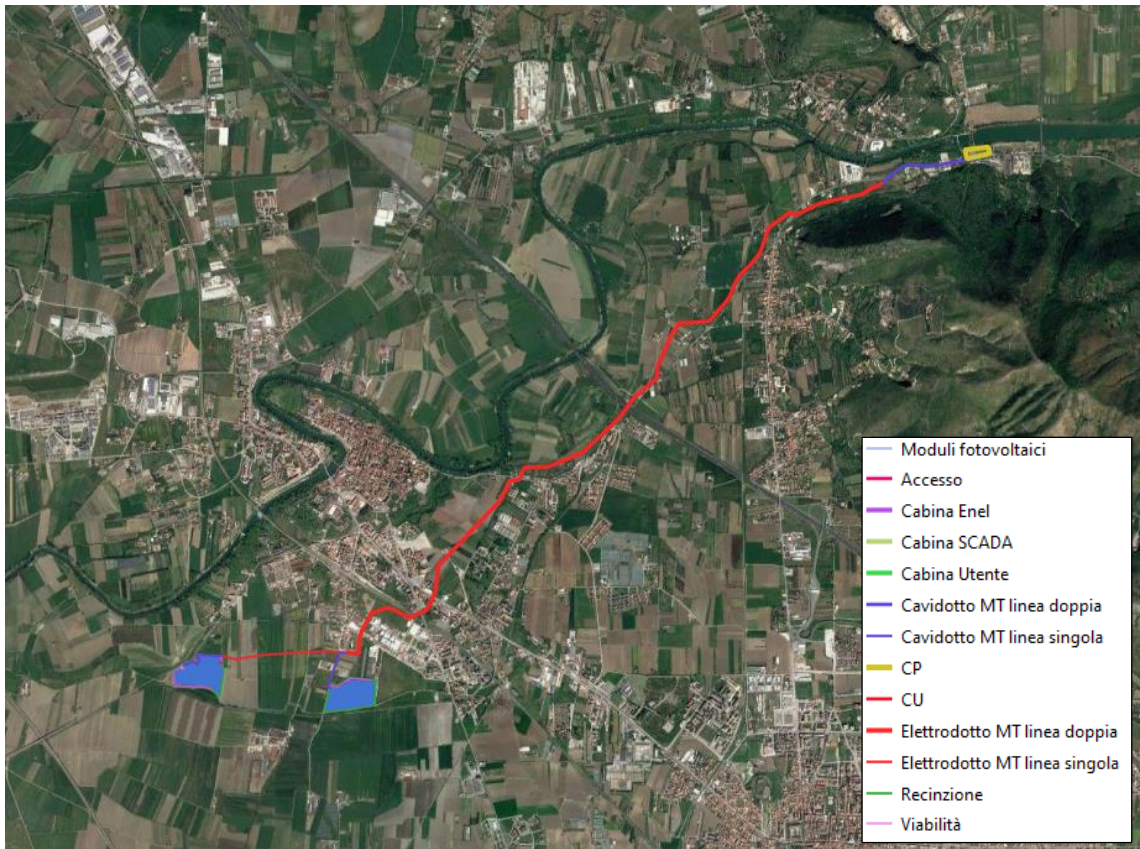 Moduli fotovoltaici
Accesso
Cabina Enel
Cabina SCADA
Cabina Utente
Cavidotto MT linea doppia
Cavidotto MT linea singola
CP
CU
Elettrodotto MT linea doppia
Elettrodotto MT linea singola
Recinzione
Viabilità